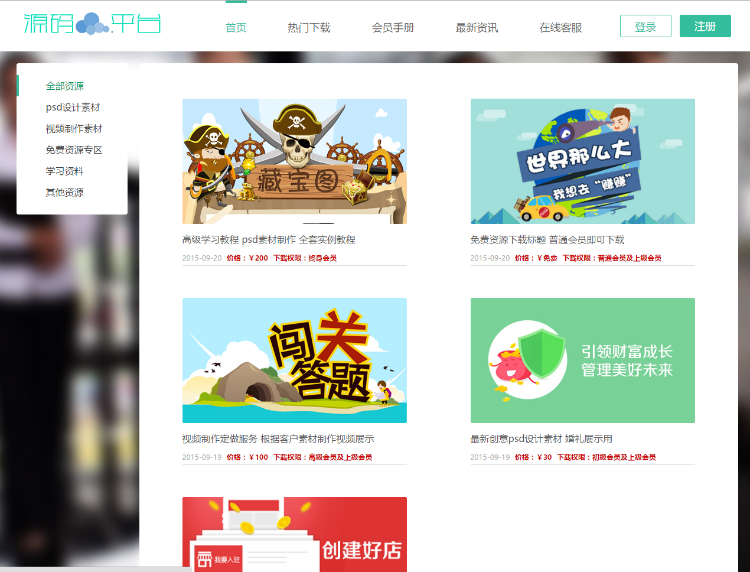 源码 平台
首页 热门下载 会员手册 最新资讯 在线客服 登录 注册
全部资源
psd设计素材
视频制作素材
免费资源专区
学习资料
其他资源
藏宝图
世界那么大
我想去“赚赚”
高级学习教程 psd素材制作 全套实例教程
2015-09-20 价格：￥200 下载权限：终身会员
免费资源下载标题 普通会员即可下载
2015-09-20 价格：￥免费 下载权限：普通会员及上级会员
闯关
答题
引领财富成长
管理美好未来
视频制作定做服务 根据客户素材制作视频展示
2015-09-19 价格：￥100 下载权限：高级会员及上级会员
最新创意psd设计素材 婚礼展示用
2015-09-19 价格：￥30 下载权限：初级会员及上级会员
创建好店
我要入驻